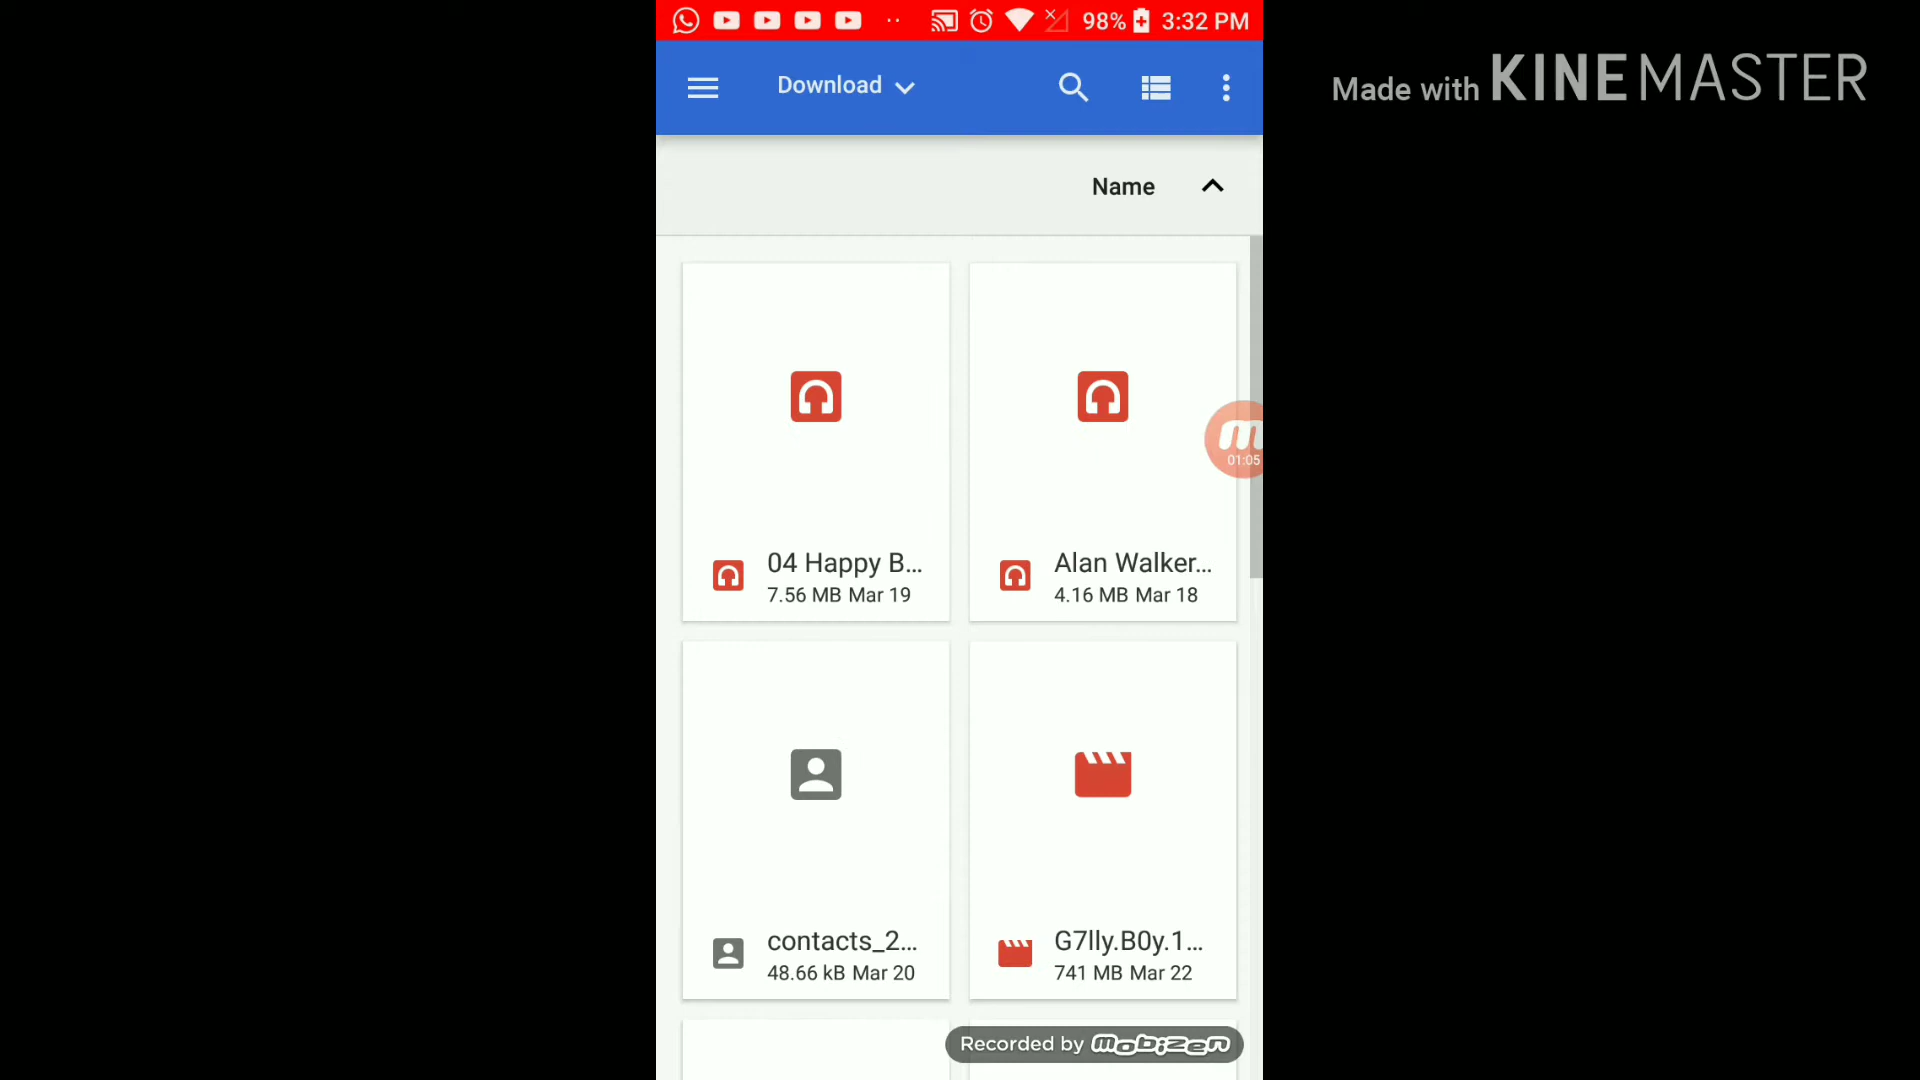 98% 3:32 PM
Made with KINEMASTER
Download
Name
01:05
04 Happy B...
7.56 MB Mar 19
Alan Walker...
4.16 MB Mar 18
contacts_2...
48.66 kB Mar 20
G7lly.B0y.1...
741 MB Mar 22
Recorded by mobizen